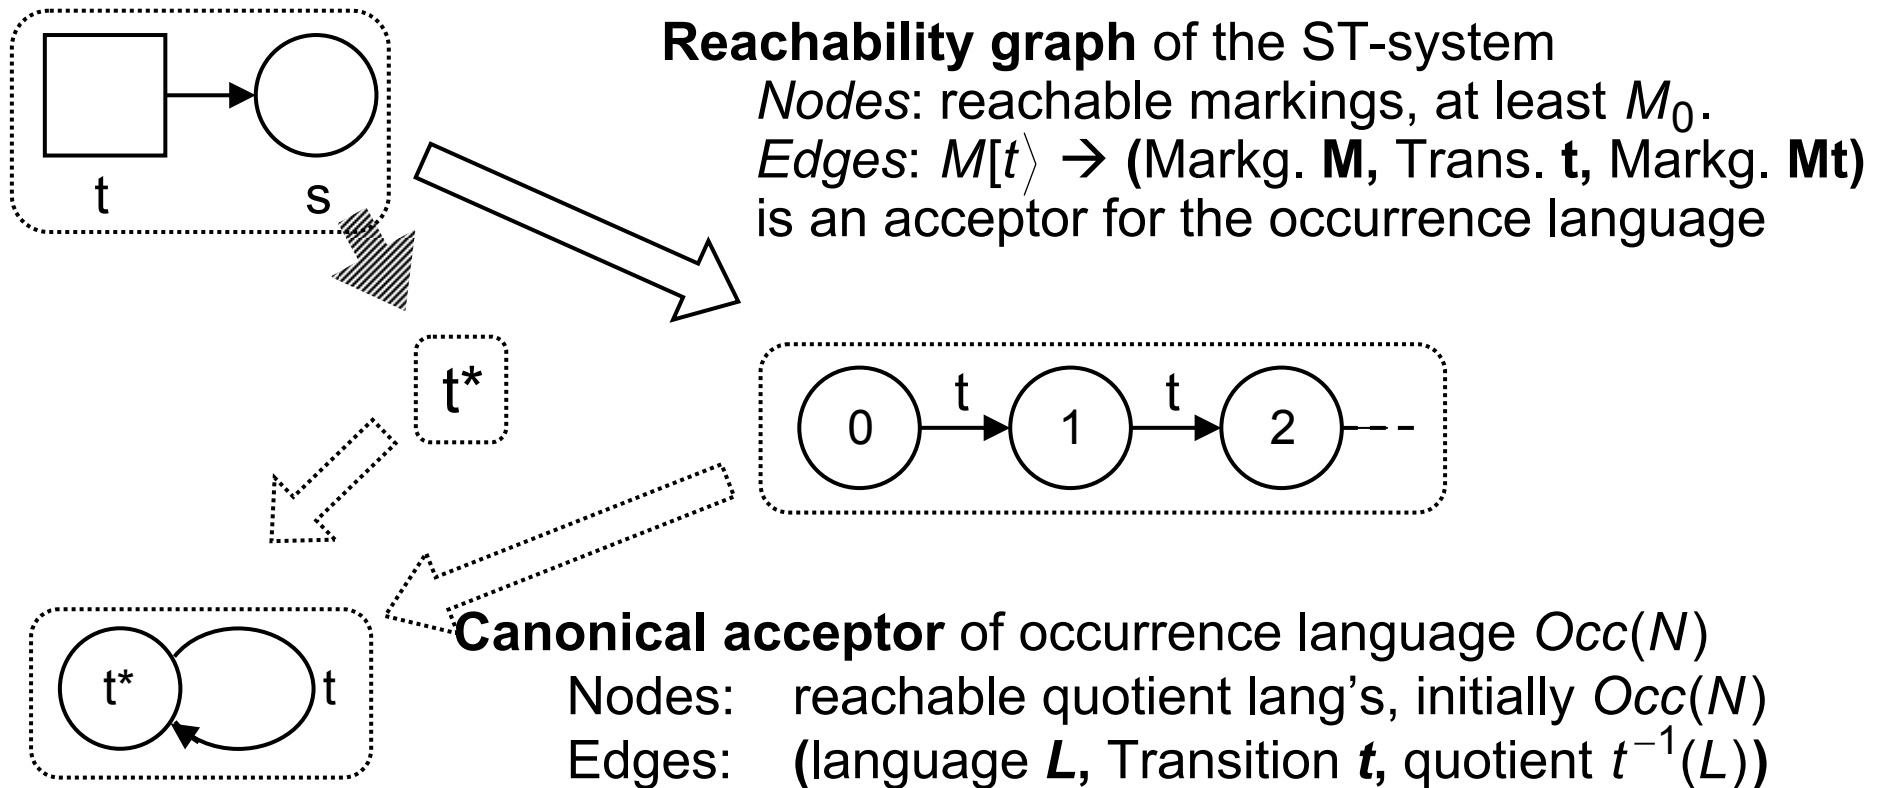 t s
Reachability graph of the ST-system
Nodes: reachable markings, at least M₀.
Edges: M[t⟩ → (Markg. M, Trans. t, Markg. Mt)
is an acceptor for the occurrence language
t*
t t
0 1 2
t* t
Canonical acceptor of occurrence language Occ(N)
Nodes: reachable quotient lang's, initially Occ(N)
Edges: (language L, Transition t, quotient t⁻¹(L))